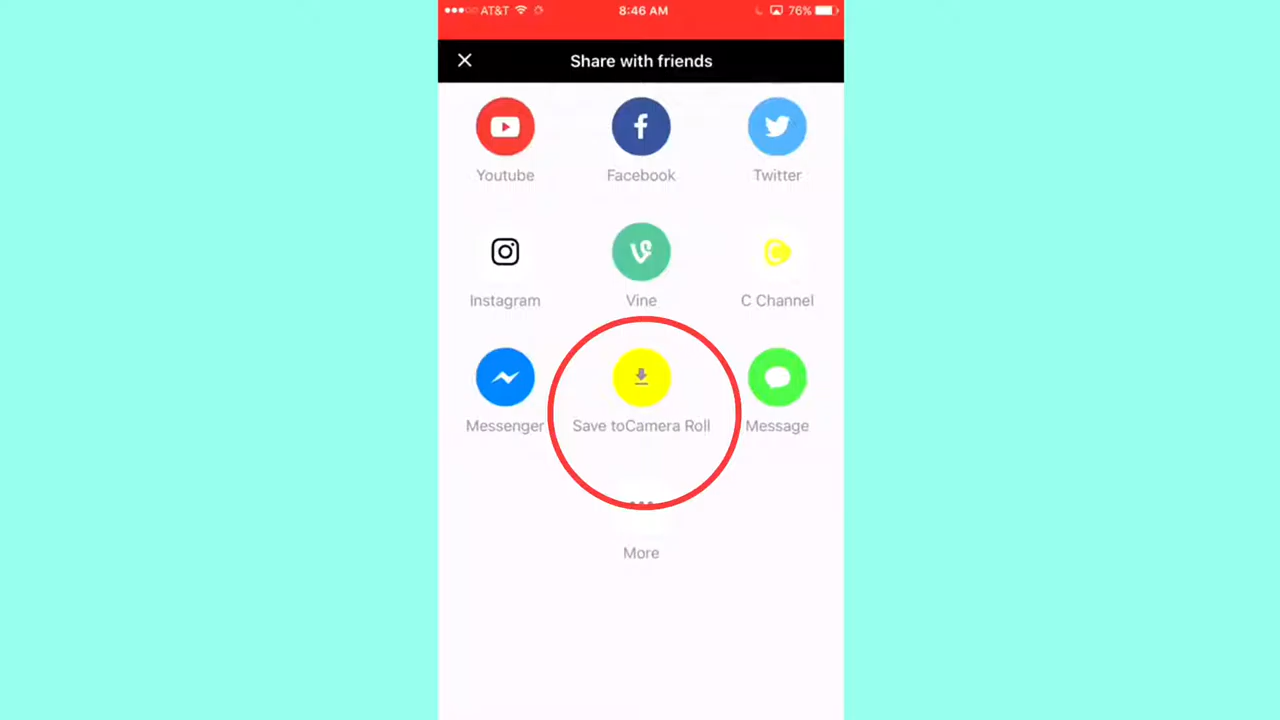 AT&T 8:46 AM 76%
Share with friends
Youtube Facebook Twitter
Instagram Vine C Channel
Messenger Save toCamera Roll Message
More